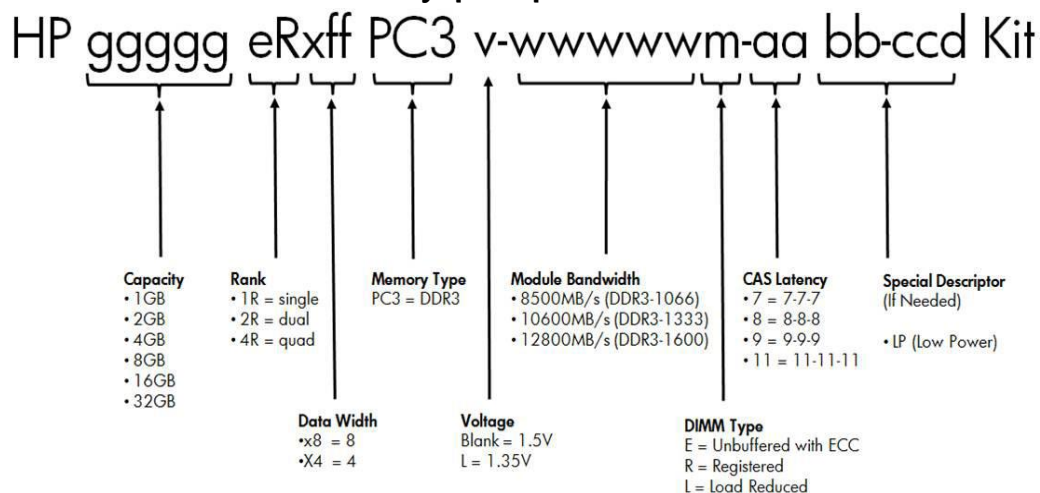 HP ggggg eRxff PC3 v-wwwwwm-aa bb-ccd Kit
Capacity
• 1GB
• 2GB
• 4GB
• 8GB
• 16GB
• 32GB
Rank
• 1R = single
• 2R = dual
• 4R = quad
Memory Type
PC3 = DDR3
Module Bandwidth
• 8500MB/s (DDR3-1066)
• 10600MB/s (DDR3-1333)
• 12800MB/s (DDR3-1600)
CAS Latency
• 7 = 7-7-7
• 8 = 8-8-8
• 9 = 9-9-9
• 11 = 11-11-11
Special Descriptor
(If Needed)
• LP (Low Power)
Data Width
•x8 = 8
•X4 = 4
Voltage
Blank = 1.5V
L = 1.35V
DIMM Type
E = Unbuffered with ECC
R = Registered
L = Load Reduced